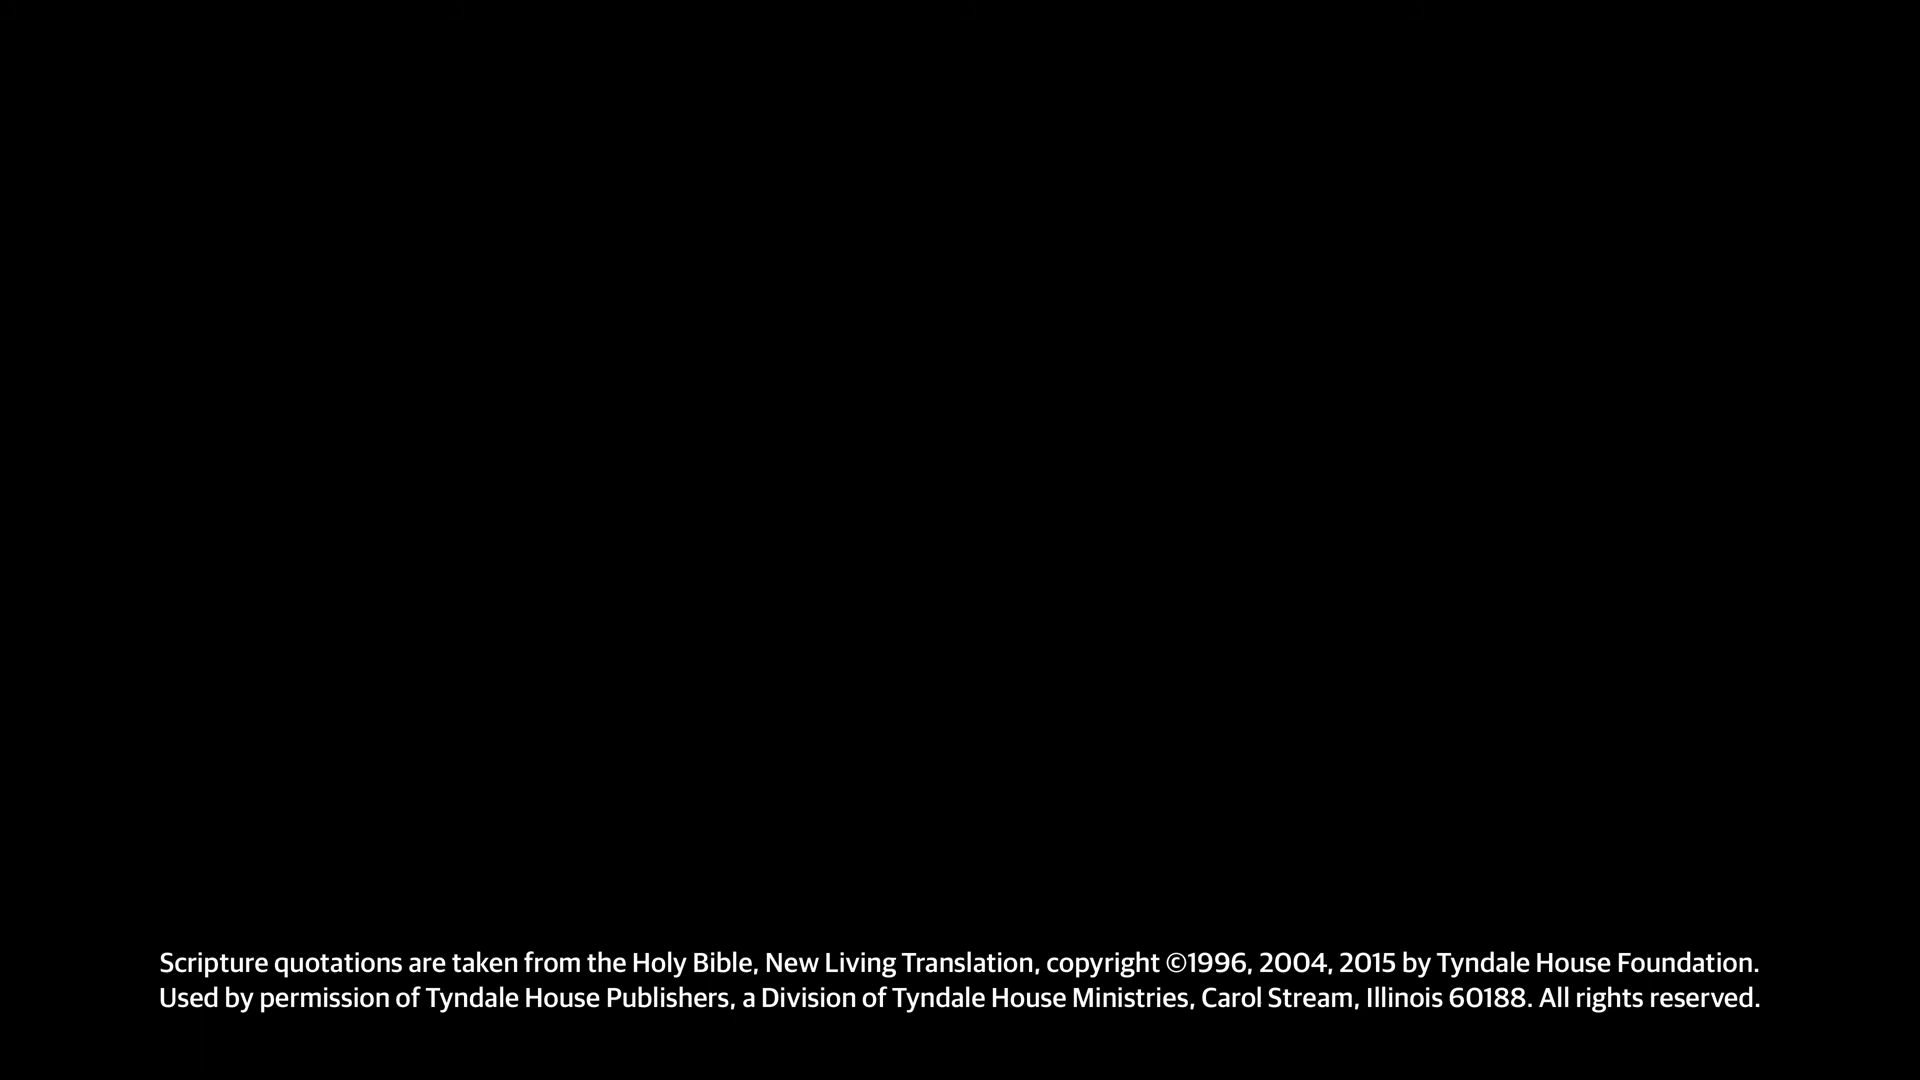 Scripture quotations are taken from the Holy Bible, New Living Translation, copyright ©1996, 2004, 2015 by Tyndale House Foundation.
Used by permission of Tyndale House Publishers, a Division of Tyndale House Ministries, Carol Stream, Illinois 60188. All rights reserved.